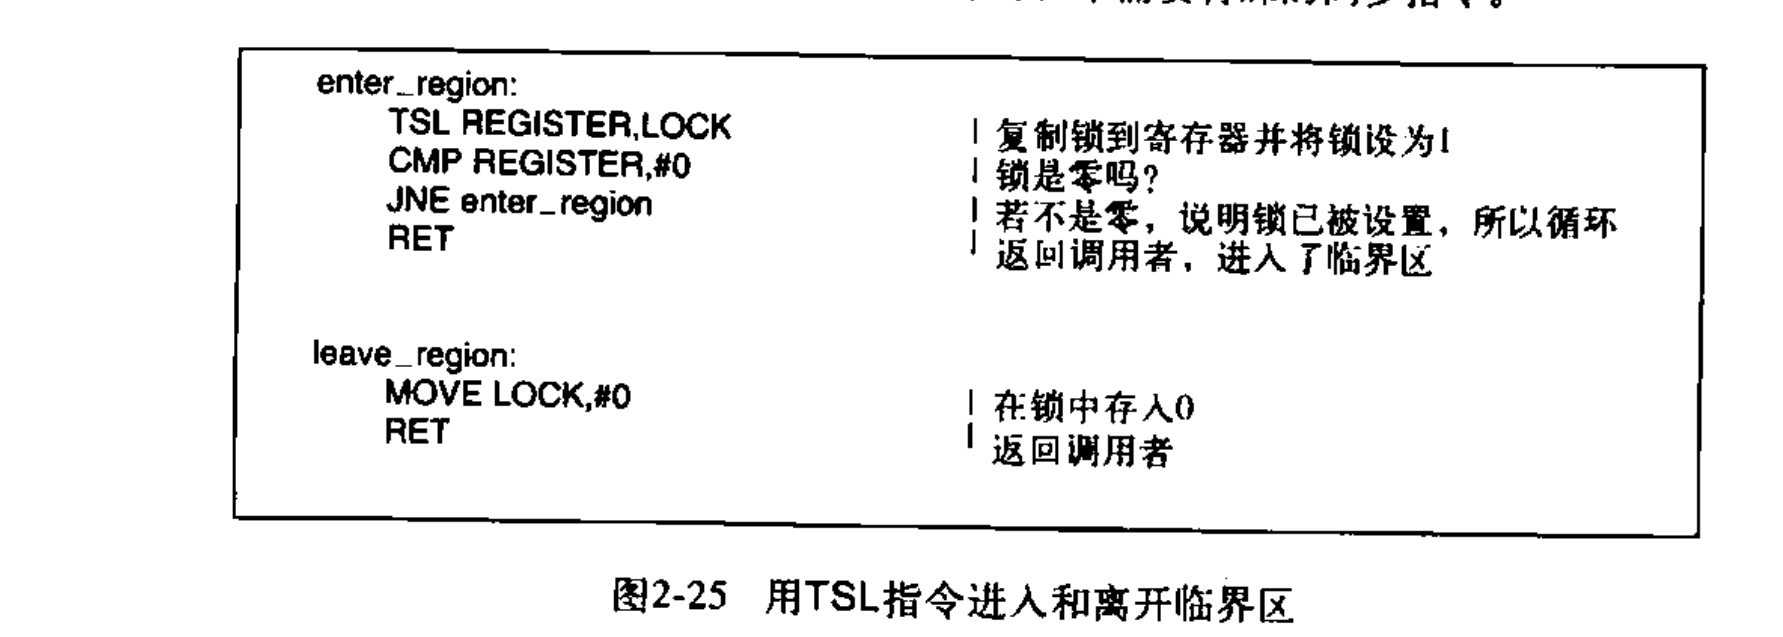 enter_region:
TSL REGISTER,LOCK | 复制锁到寄存器并将锁设为1
CMP REGISTER,#0 | 锁是零吗?
JNE enter_region | 若不是零，说明锁已被设置，所以循环
RET | 返回调用者，进入了临界区
leave_region:
MOVE LOCK,#0 | 在锁中存入0
RET | 返回调用者
图2-25 用TSL指令进入和离开临界区